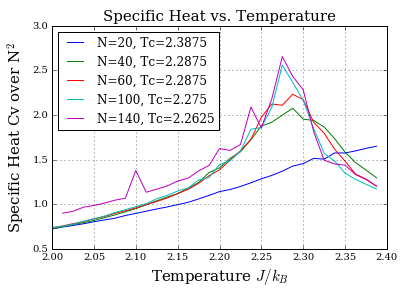 Specific Heat vs. Temperature
Specific Heat Cv over N²
3.0
2.5
2.0
1.5
1.0
0.5
N=20, Tc=2.3875
N=40, Tc=2.2875
N=60, Tc=2.2875
N=100, Tc=2.275
N=140, Tc=2.2625
2.00 2.05 2.10 2.15 2.20 2.25 2.30 2.35 2.40
Temperature J/k_B